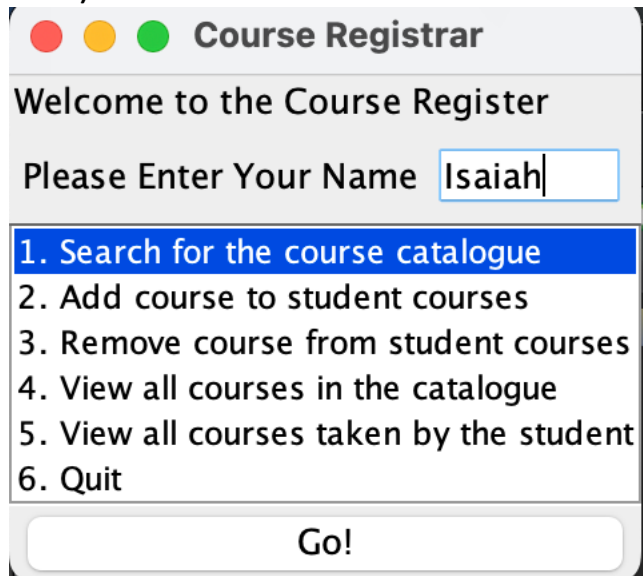 Course Registrar
Welcome to the Course Register
Please Enter Your Name Isaiah
1. Search for the course catalogue
2. Add course to student courses
3. Remove course from student courses
4. View all courses in the catalogue
5. View all courses taken by the student
6. Quit
Go!